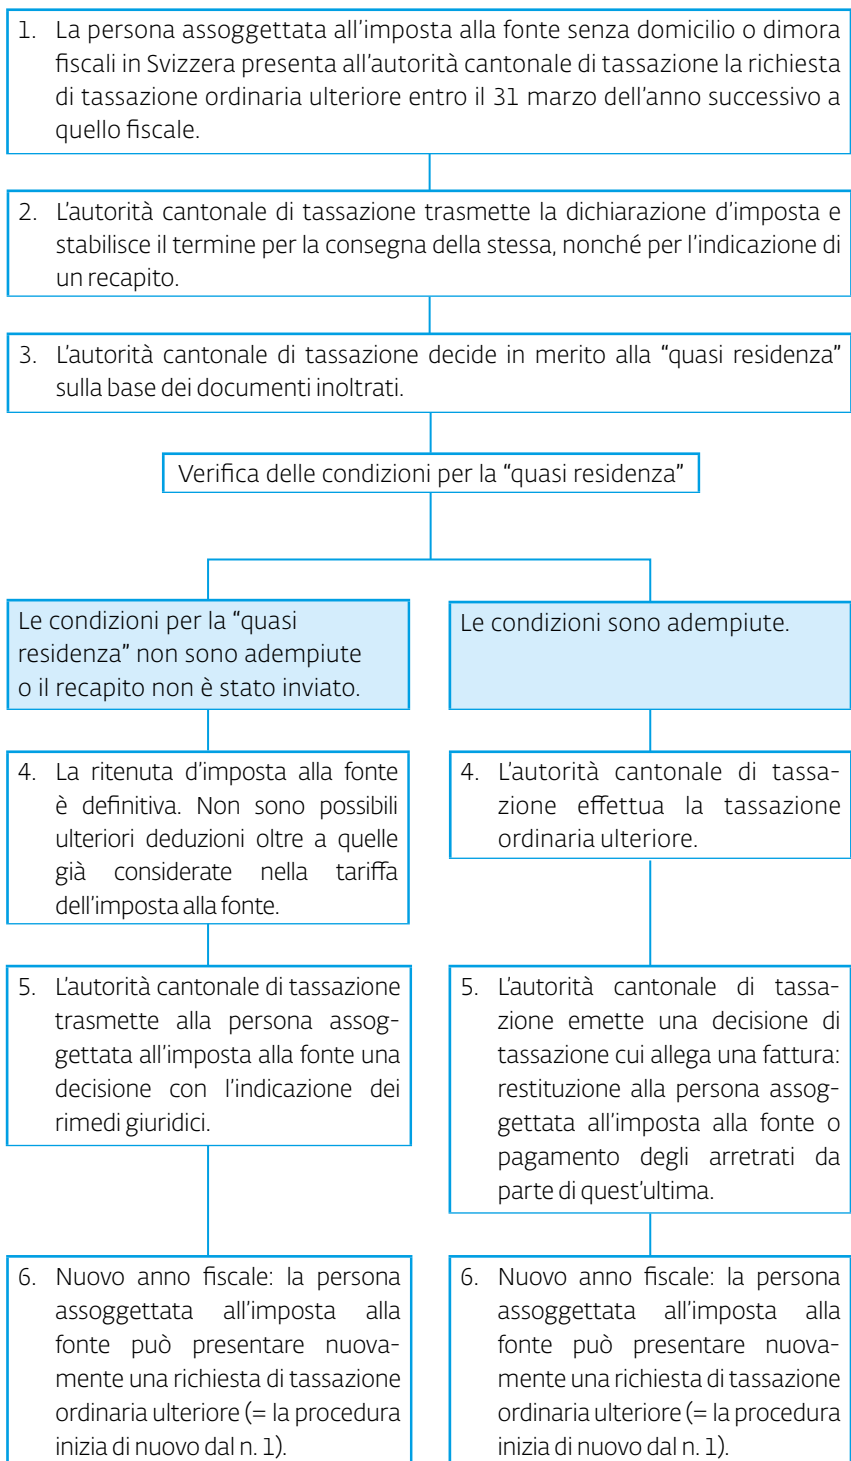 1. La persona assoggettata all'imposta alla fonte senza domicilio o dimora
fiscali in Svizzera presenta all'autorità cantonale di tassazione la richiesta
di tassazione ordinaria ulteriore entro il 31 marzo dell'anno successivo a
quello fiscale.
2. L'autorità cantonale di tassazione trasmette la dichiarazione d'imposta e
stabilisce il termine per la consegna della stessa, nonché per l'indicazione di
un recapito.
3. L'autorità cantonale di tassazione decide in merito alla "quasi residenza"
sulla base dei documenti inoltrati.
Verifica delle condizioni per la "quasi residenza"
Le condizioni per la "quasi
residenza" non sono adempiute
o il recapito non è stato inviato.
4. La ritenuta d'imposta alla fonte
è definitiva. Non sono possibili
ulteriori deduzioni oltre a quelle
già considerate nella tariffa
dell'imposta alla fonte.
5. L'autorità cantonale di tassazione
trasmette alla persona assog-
gettata all'imposta alla fonte una
decisione con l'indicazione dei
rimedi giuridici.
6. Nuovo anno fiscale: la persona
assoggettata all'imposta alla
fonte può presentare nuova-
mente una richiesta di tassazione
ordinaria ulteriore (= la procedura
inizia di nuovo dal n. 1).
Le condizioni sono adempiute.
4. L'autorità cantonale di tassa-
zione effettua la tassazione
ordinaria ulteriore.
5. L'autorità cantonale di tassa-
zione emette una decisione di
tassazione cui allega una fattura:
restituzione alla persona assog-
gettata all'imposta alla fonte o
pagamento degli arretrati da
parte di quest'ultima.
6. Nuovo anno fiscale: la persona
assoggettata all'imposta alla
fonte può presentare nuova-
mente una richiesta di tassazione
ordinaria ulteriore (= la procedura
inizia di nuovo dal n. 1).